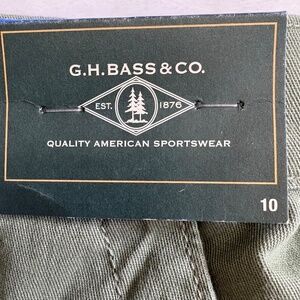 G.H.BASS & CO.
EST. 1876
QUALITY AMERICAN SPORTSWEAR
10